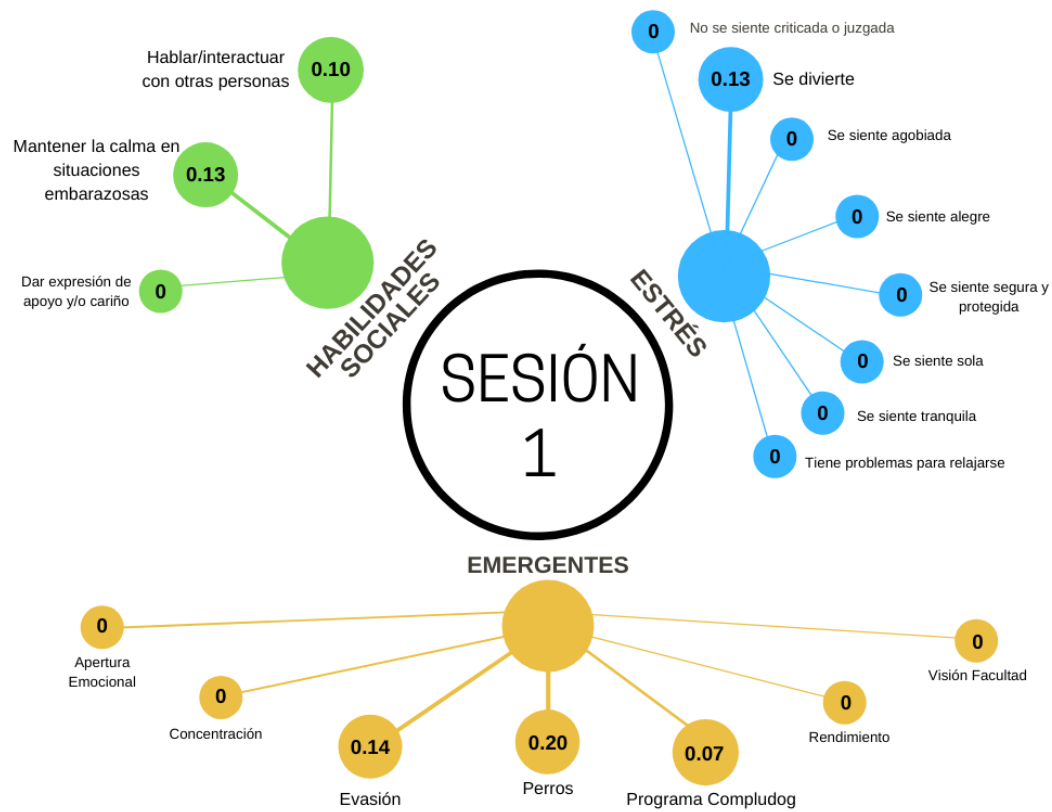 Hablar/interactuar
con otras personas
0.10
Mantener la calma en
situaciones
embarazosas
0.13
Dar expresión de
apoyo y/o cariño
0
HABILIDADES
SOCIALES
0
No se siente criticada o juzgada
0.13
Se divierte
0
Se siente agobiada
0
Se siente alegre
0
Se siente segura y
protegida
0
Se siente sola
0
Se siente tranquila
0
Tiene problemas para relajarse
ESTRÉS
SESIÓN
1
EMERGENTES
0
Apertura
Emocional
0
Concentración
0.14
Evasión
0.20
Perros
0.07
Programa Compludog
0
Rendimiento
0
Visión Facultad